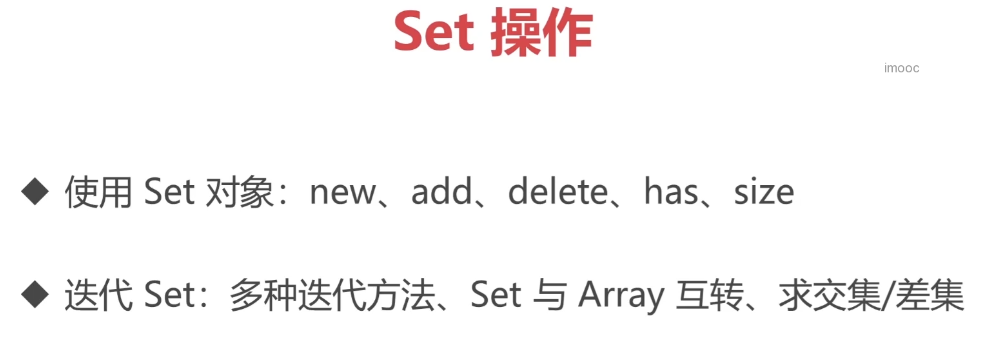 Set 操作
imooc
◆ 使用 Set 对象：new、add、delete、has、size
◆ 迭代 Set：多种迭代方法、Set 与 Array 互转、求交集/差集